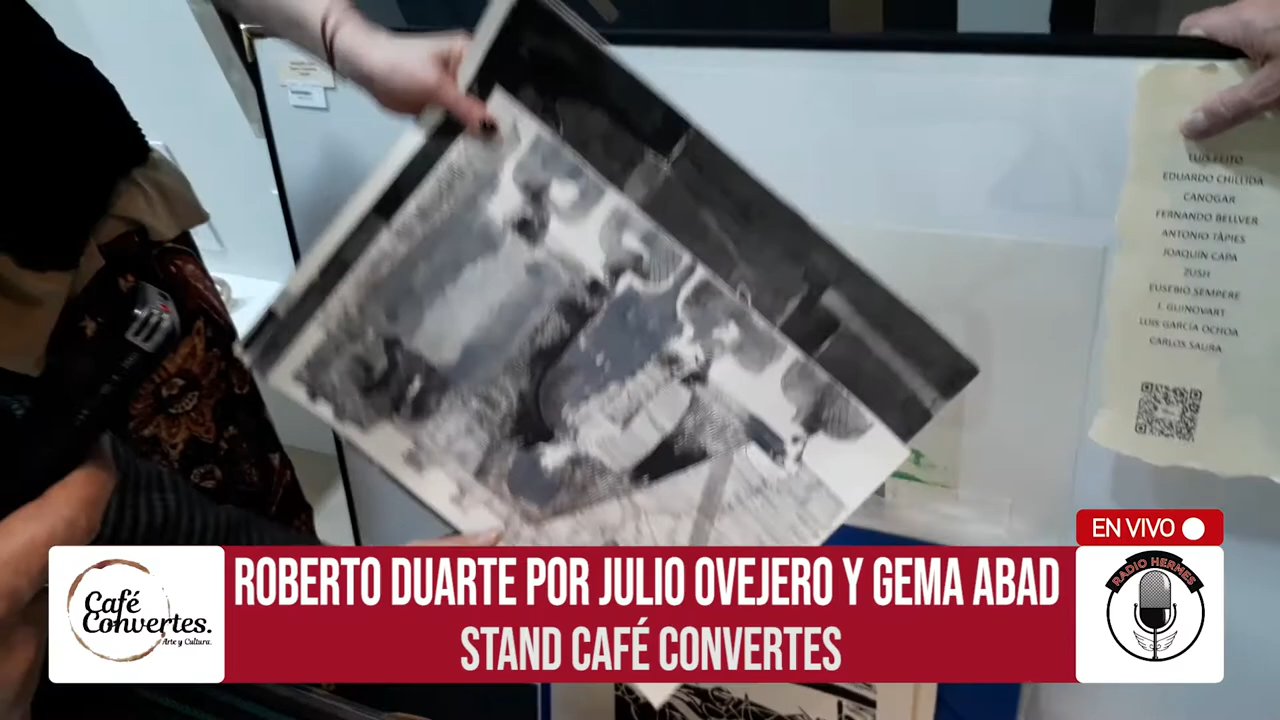 LUIS FEITO
EDUARDO CHILLIDA
CANOGAR
FERNANDO BELLVER
ANTONIO TÀPIES
JOAQUÍN CAPA
ZUSH
EUSEBIO SEMPERE
J. GUINOVART
LUIS GARCÍA OCHOA
CARLOS SAURA
EN VIVO
Café
Convertes.
Arte y Cultura.
ROBERTO DUARTE POR JULIO OVEJERO Y GEMA ABAD
STAND CAFÉ CONVERTES
RADIO HERMES